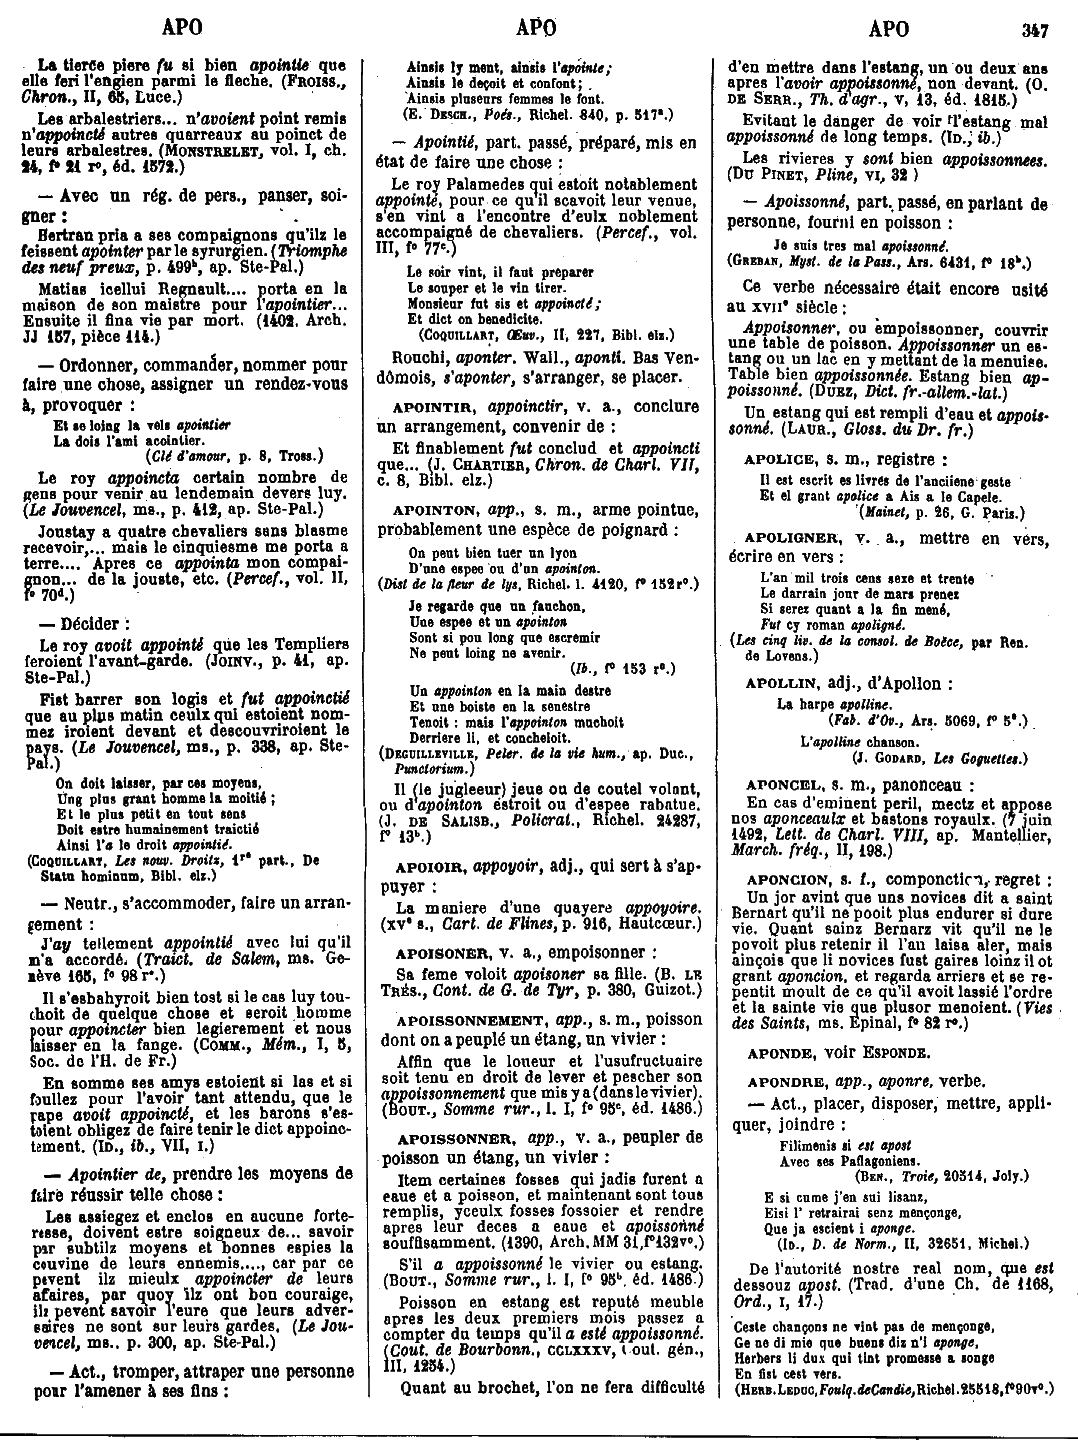 APO
APO
APO
347
La tierce piere fu si bien apointie que
elle feri l'engien parmi le fleche. (FROISS.,
Chron., II, 65, Luce.)
Les arbalestriers... n'avoient point remis
n'appoincté autres quarreaux au poinct de
leurs arbalestres. (MONSTRELET, vol. I, ch.
24, f° 21 r°, éd. 1572.)
— Avec un rég. de pers., panser, soi-
gner :
Bertran pria a ses compaignons qu'ilz le
feissent apointer par le syrurgien. (Triomphe
des neuf preux, p. 499ᵇ, ap. Ste-Pal.)
Matias icellui Regnault.... porta en la
maison de son maistre pour l'apointier...
Ensuite il fina vie par mort. (1402, Arch.
JJ 157, pièce 114.)
— Ordonner, commander, nommer pour
faire une chose, assigner un rendez-vous
à, provoquer :
Et se loing la vels apointier
La dois l'ami acointier.
(Clé d'amour, p. 8, Tross.)
Le roy appoincta certain nombre de
gens pour venir au lendemain devers luy.
(Le Jouvencel, ms., p. 412, ap. Ste-Pal.)
Joustay a quatre chevaliers sans blasme
recevoir,... mais le cinquiesme me porta a
terre.... Apres ce appointa mon compai-
gnon... de la jouste, etc. (Percef., vol. II,
f° 70ᵈ.)
— Décider :
Le roy avoit appointé que les Templiers
feroient l'avant-garde. (JOINV., p. 41, ap.
Ste-Pal.)
Fist barrer son logis et fut appoinctié
que au plus matin ceulx qui estoient nom-
mez iroient devant et descouvriroient le
pays. (Le Jouvencel, ms., p. 338, ap. Ste-
Pal.)
On doit laisser, par ces moyens,
Ung plus grant homme la moitié ;
Et le plus petit en tout sens
Doit estre humainement traictié
Ainsi l'a le droit appointié.
(COQUILLART, Les nouv. Droitz, 1ʳᵉ part., De
Statu hominum, Bibl. elz.)
— Neutr., s'accommoder, faire un arran-
gement :
J'ay tellement appointié avec lui qu'il
m'a accordé. (Traict. de Salem, ms. Ge-
nève 165, f° 98 r°.)
Il s'esbahyroit bien tost si le cas luy tou-
choit de quelque chose et seroit homme
pour appoincter bien legierement et nous
laisser en la fange. (COMM., Mém., I, 5,
Soc. de l'H. de Fr.)
En somme ses amys estoient si las et si
foullez pour l'avoir tant attendu, que le
pape avoit appoincté, et les barons s'es-
toient obligez de faire tenir le dict appoinc-
tement. (ID., ib., VII, I.)
— Apointier de, prendre les moyens de
faire réussir telle chose :
Les assiegez et enclos en aucune forte-
resse, doivent estre soigneux de... savoir
par subtilz moyens et bonnes espies la
couvine de leurs ennemis...., car par ce
pevent ilz mieulx appoincter de leurs
afaires, par quoy ilz ont bon couraige,
ilz pevent savoir l'eure que leurs adver-
saires ne sont sur leurs gardes. (Le Jou-
vencel, ms.. p. 300, ap. Ste-Pal.)
— Act., tromper, attraper une personne
pour l'amener à ses fins :
Ainsis ly ment, ainsis l'apointe ;
Ainsis le deçoit et confont ;
Ainsis pluseurs femmes le font.
(E. DESCH., Poés., Richel. 840, p. 517ᵃ.)
— Apointié, part. passé, préparé, mis en
état de faire une chose :
Le roy Palamedes qui estoit notablement
appointé, pour ce qu'il scavoit leur venue,
s'en vint a l'encontre d'eulx noblement
accompaigné de chevaliers. (Percef., vol.
III, f° 77ᶜ.)
Le soir vint, il faut preparer
Le souper et le vin tirer.
Monsieur fut sis et appoincté ;
Et dict on benedicite.
(COQUILLART, Œuv., II, 227, Bibl. elz.)
Rouchi, aponter. Wall., aponti. Bas Ven-
dômois, s'aponter, s'arranger, se placer.
APOINTIR, appoinctir, v. a., conclure
un arrangement, convenir de :
Et finablement fut conclud et appoincti
que... (J. CHARTIER, Chron. de Charl. VII,
c. 8, Bibl. elz.)
APOINTON, app., s. m., arme pointue,
probablement une espèce de poignard :
On peut bien tuer un lyon
D'une espee ou d'un apointon.
(Dist de la fleur de lys, Richel. l. 4120, f° 152r°.)
Je regarde que un fauchon,
Une espee et un apointon
Sont si pou long que escremir
Ne peut loing ne avenir.
(Ib., f° 153 r°.)
Un apointon en la main destre
Et une boiste en la senestre
Tenoit : mais l'apointon muchoit
Derriere li, et conceloit.
(DEGUILLEVILLE, Peler. de la vie hum., ap. Duc.,
Punctorium.)
Il (le jugleeur) jeue ou de coutel volant,
ou d'apointon estroit ou d'espee rabatue.
(J. DE SALISB., Policrat., Richel. 24287,
f° 13ᵇ.)
APOIOIR, appoyoir, adj., qui sert à s'ap-
puyer :
La maniere d'une quayere appoyoire.
(XVᵉ s., Cart. de Flines, p. 916, Hautcœur.)
APOISONER, v. a., empoisonner :
Sa feme voloit apoisoner sa fille. (B. LE
TRÉS., Cont. de G. de Tyr, p. 380, Guizot.)
APOISSONNEMENT, app., s. m., poisson
dont on a peuplé un étang, un vivier :
Affin que le loneur et l'usufructuaire
soit tenu en droit de lever et pescher son
appoissonnement que mis y a (dans le vivier).
(BOUT., Somme rur., l. I, f° 95ᶜ, éd. 1486.)
APOISSONNER, app., v. a., peupler de
poisson un étang, un vivier :
Item certaines fosses qui jadis furent a
eaue et a poisson, et maintenant sont tous
remplis, yceulx fosses fossoier et rendre
apres leur deces a eaue et apoissonné
souffisamment. (1390, Arch. MM 31, f° 132 v°.)
S'il a appoissonné le vivier ou estang.
(BOUT., Somme rur., l. I, f° 95ᵇ, éd. 1486.)
Poisson en estang est reputé meuble
apres les deux premiers mois passez a
compter du temps qu'il a esté appoissonné.
(Cout. de Bourbonn., CCLXXXV, Cout. gén.,
III, 1254.)
Quant au brochet, l'on ne fera difficulté
d'en mettre dans l'estang, un ou deux ans
apres l'avoir appoissonné, non devant. (O.
DE SERR., Th. d'agr., V, 13, éd. 1815.)
Evitant le danger de voir l'estang mal
appoissonné de long temps. (ID., ib.)
Les rivieres y sont bien appoissonnees.
(DU PINET, Pline, VI, 32 )
— Apoissonné, part. passé, en parlant de
personne, fourni en poisson :
Je suis tres mal apoissonné.
(GREBAN, Myst. de la Pass., Ars. 6431, f° 18ᵇ.)
Ce verbe nécessaire était encore usité
au XVIIᵉ siècle :
Appoisonner, ou empoissonner, couvrir
une table de poisson. Appoissonner un es-
tang ou un lac en y mettant de la menuise.
Table bien appoissonnée. Estang bien ap-
poissonné. (DUEZ, Dict. fr.-allem.-lat.)
Un estang qui est rempli d'eau et appois-
sonné. (LAUR., Gloss. du Dr. fr.)
APOLICE, s. m., registre :
Il est escrit es livres de l'anciiene geste
Et el grant apolice a Ais a le Capele.
(Mainet, p. 26, G. Paris.)
APOLIGNER, v. a., mettre en vers,
écrire en vers :
L'an mil trois cens sexe et trente
Le darrain jour de mars prenez
Si serez quant a la fin mené,
Fut cy roman apoligné.
(Les cinq liv. de la consol. de Boëce, par Ren.
de Lovens.)
APOLLIN, adj., d'Apollon :
La harpe apolline.
(Fab. d'Ov., Ars. 5069, f° 5ᵃ.)
L'apolline chanson.
(J. GODARD, Les Goguettes.)
APONCEL, s. m., panonceau :
En cas d'eminent peril, mectz et appose
nos aponceaulx et bastons royaulx. (7 juin
1492, Lett. de Charl. VIII, ap. Mantellier,
March. fréq., II, 198.)
APONCION, s. f., componction, regret :
Un jor avint que uns novices dit a saint
Bernart qu'il ne pooit plus endurer si dure
vie. Quant sainz Bernarz vit qu'il ne le
povoit plus retenir il l'an laisa aler, mais
ainçois que li novices fust gaires loinz il ot
grant aponcion, et regarda arriers et se re-
pentit moult de ce qu'il avoit lassié l'ordre
et la sainte vie que plusor menoient. (Vies
des Saints, ms. Epinal, f° 82 r°.)
APONDE, voir ESPONDE.
APONDRE, app., aponre, verbe.
— Act., placer, disposer, mettre, appli-
quer, joindre :
Filimenis si est apost
Avec ses Paflagoniens.
(BEN., Troie, 20314, Joly.)
E si cume j'en sui lisanz,
Eisi l' retrairai senz mençonge,
Que ja escient i aponge.
(ID., D. de Norm., II, 32651, Michel.)
De l'autorité nostre real nom, que est
dessouz apost. (Trad. d'une Ch. de 1168,
Ord., I, 17.)
Ceste chançons ne vint pas de mençonge,
Ge ne di mie que buens diz n'i aponge,
Herbers li dux qui tint promesse a songe
En fist cest vers.
(HERB. LEDUC, Foulq. de Candie, Richel. 25518, f° 90 v°.)